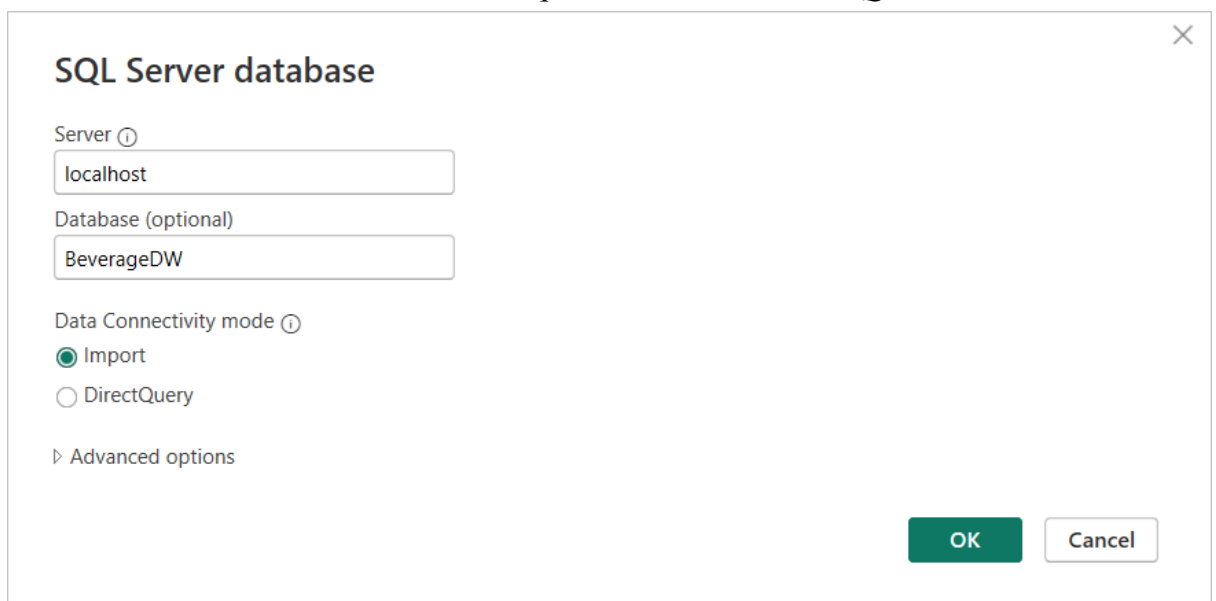 SQL Server database
Server
localhost
Database (optional)
BeverageDW
Data Connectivity mode
Import
DirectQuery
Advanced options
OK
Cancel